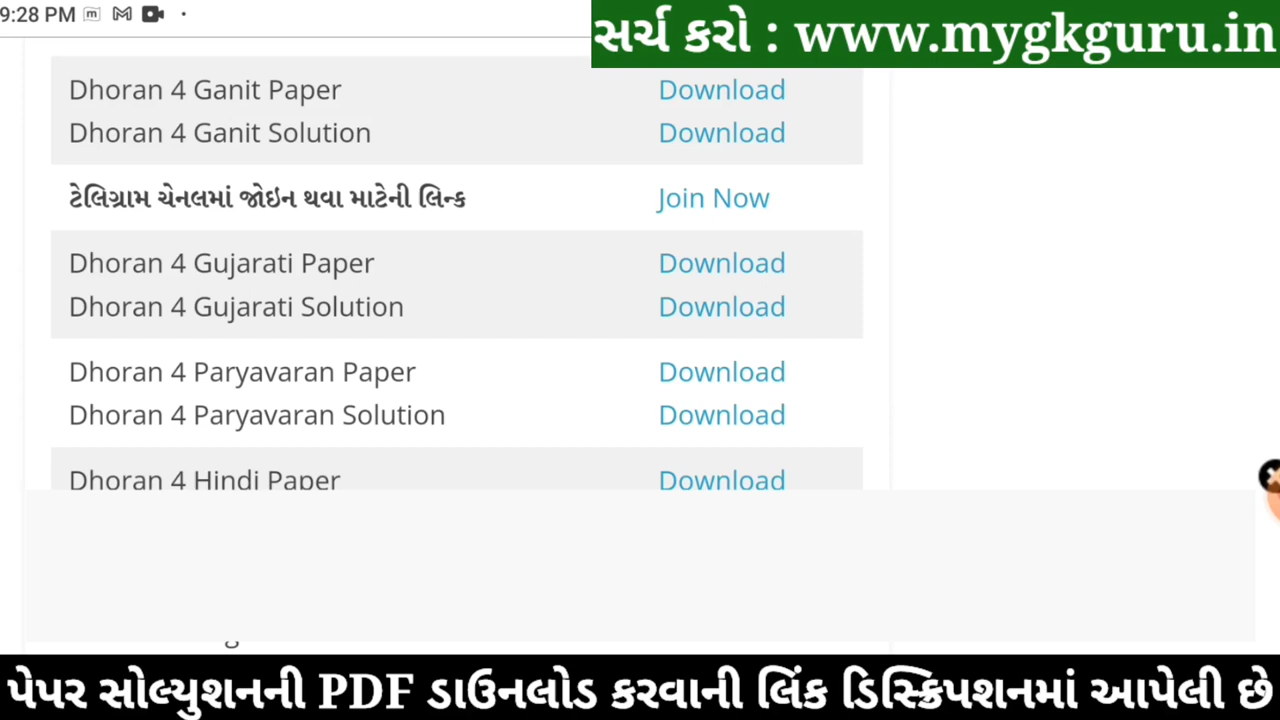 9:28 PM
સર્ચ કરો : www.mygkguru.in
Dhoran 4 Ganit Paper Download
Dhoran 4 Ganit Solution Download
ટેલિગ્રામ ચેનલમાં જોઇન થવા માટેની લિન્ક Join Now
Dhoran 4 Gujarati Paper Download
Dhoran 4 Gujarati Solution Download
Dhoran 4 Paryavaran Paper Download
Dhoran 4 Paryavaran Solution Download
Dhoran 4 Hindi Paper Download
પેપર સોલ્યુશનની PDF ડાઉનલોડ કરવાની લિંક ડિસ્ક્રિપશનમાં આપેલી છે